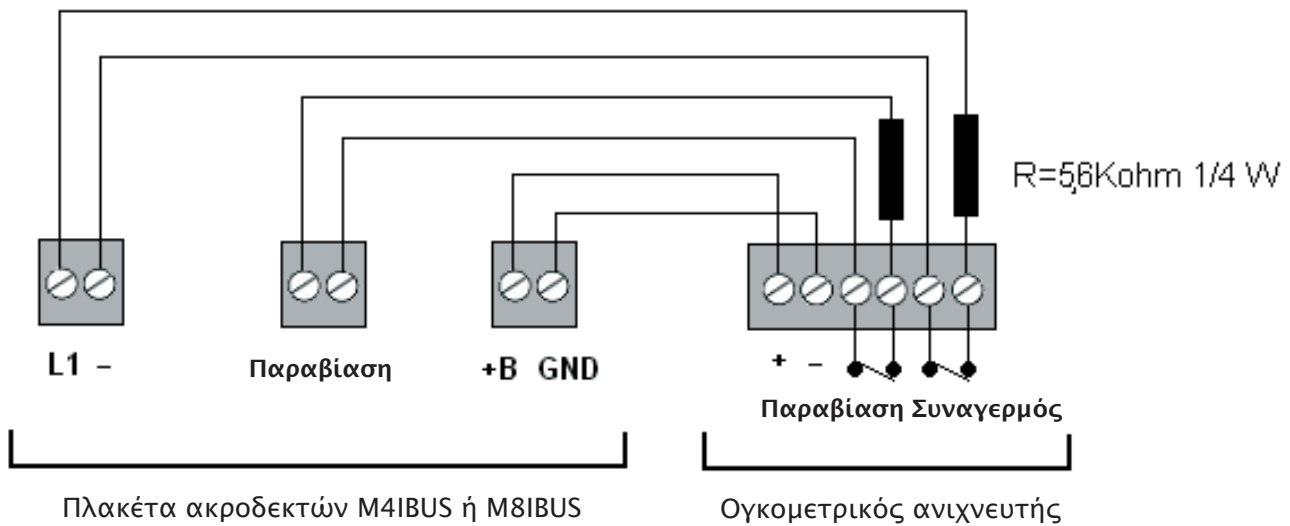 R=5,6Kohm 1/4 W
L1 –
Παραβίαση
+B GND
+ –
Παραβίαση Συναγερμός
Πλακέτα ακροδεκτών M4IBUS ή M8IBUS
Ογκομετρικός ανιχνευτής